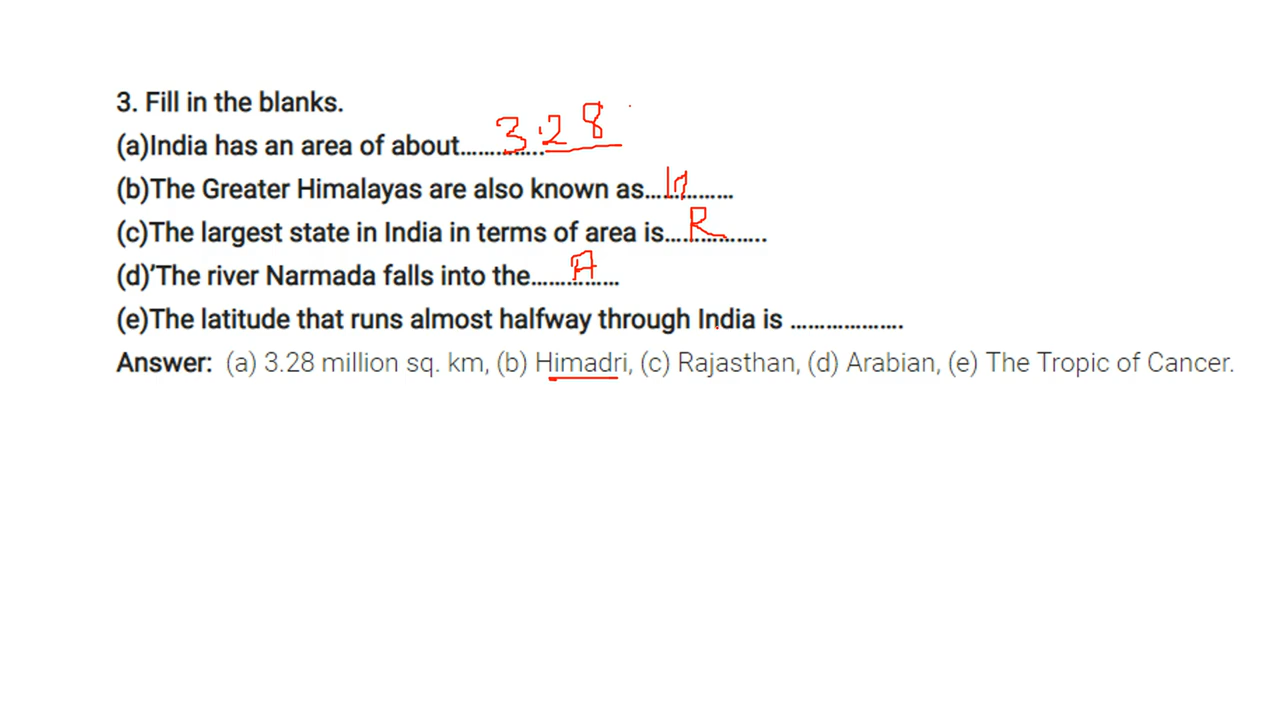 3. Fill in the blanks.
(a)India has an area of about…………..3.28
(b)The Greater Himalayas are also known as……………
(c)The largest state in India in terms of area is……………..R
(d)’The river Narmada falls into the……………A
(e)The latitude that runs almost halfway through India is ……………….
Answer: (a) 3.28 million sq. km, (b) Himadri, (c) Rajasthan, (d) Arabian, (e) The Tropic of Cancer.